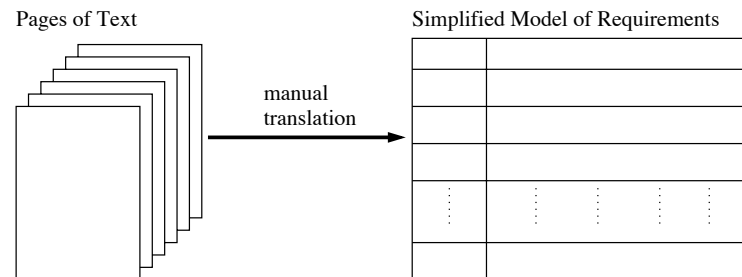 Pages of Text
Simplified Model of Requirements
manual
translation